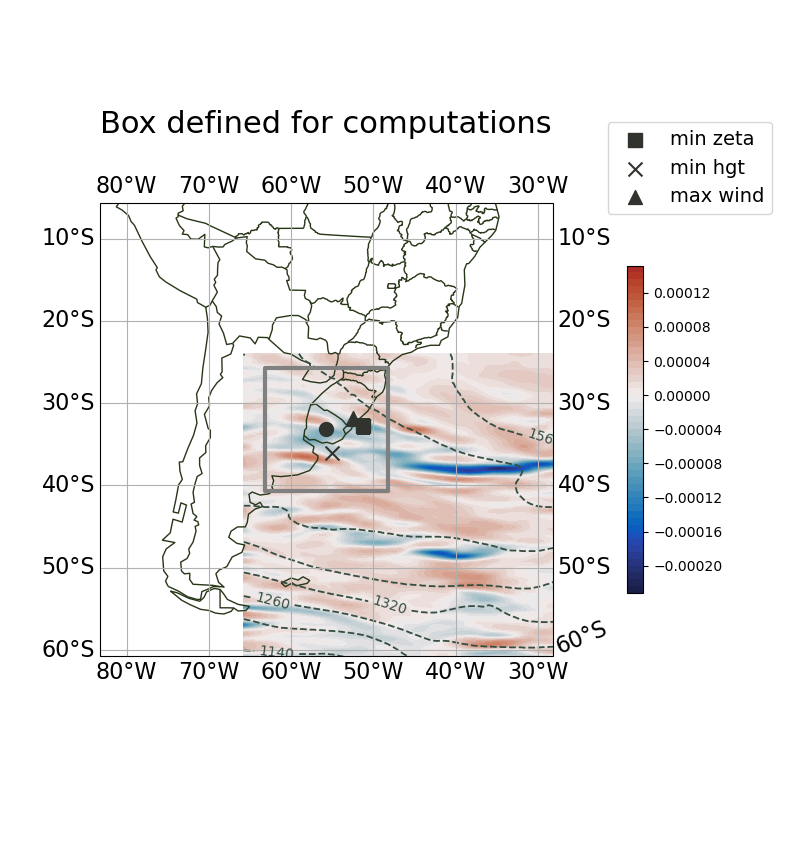 Box defined for computations
min zeta
min hgt
max wind
80°W 70°W 60°W 50°W 40°W 30°W
10°S 10°S
20°S 20°S
30°S 30°S
40°S 40°S
50°S 50°S
60°S 60°S
80°W 70°W 60°W 50°W 40°W 30°W
156
1260
1320
1140
0.00012
0.00008
0.00004
0.00000
−0.00004
−0.00008
−0.00012
−0.00016
−0.00020